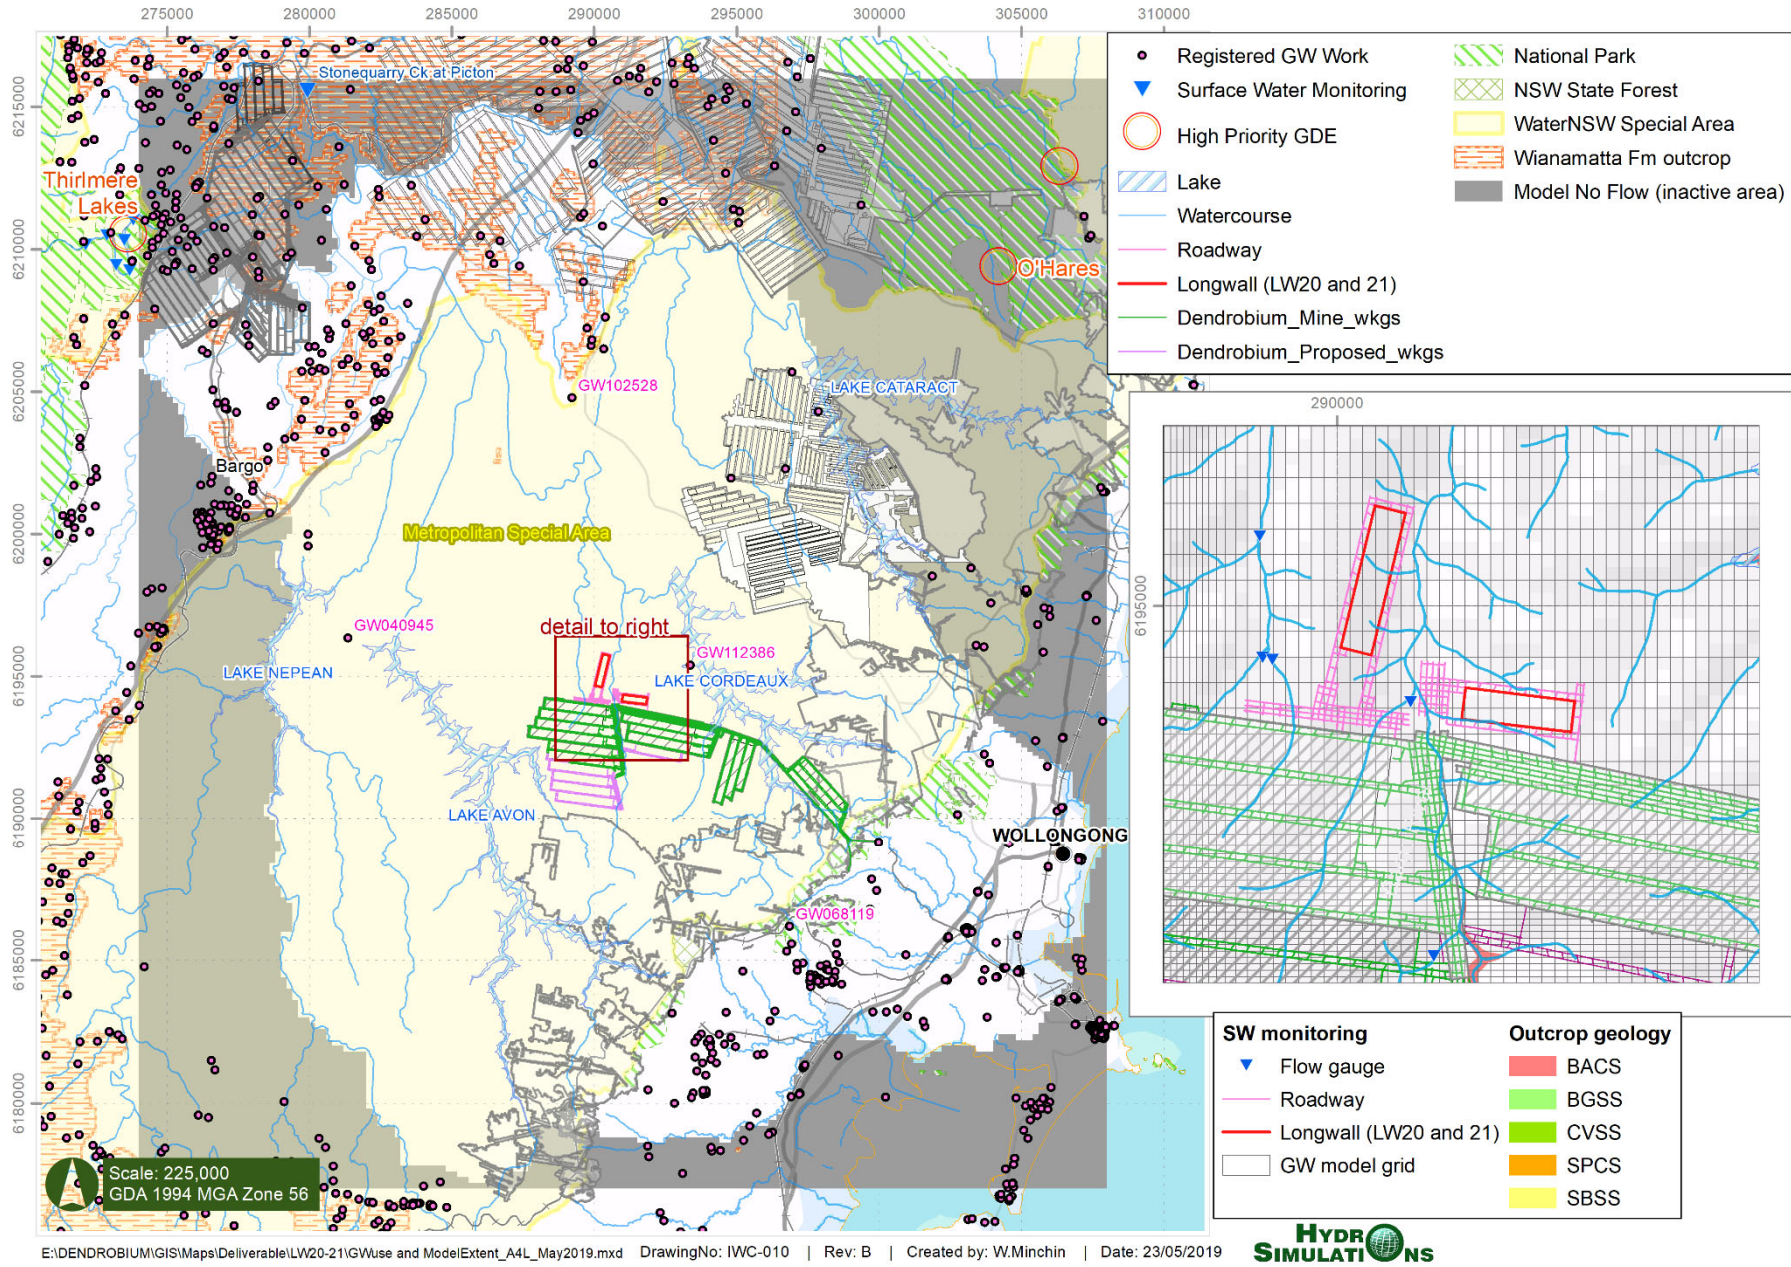 275000
280000
285000
290000
295000
300000
305000
310000
6215000
6210000
6205000
6200000
6195000
6190000
6185000
6180000
Stonequarry Ck at Picton
Thirlmere
Lakes
O'Hares
GW102528
LAKE CATARACT
Bargo
Metropolitan Special Area
GW040945
detail to right
GW112386
LAKE NEPEAN
LAKE CORDEAUX
LAKE AVON
WOLLONGONG
GW068119
Scale: 225,000
GDA 1994 MGA Zone 56
Registered GW Work
Surface Water Monitoring
High Priority GDE
Lake
Watercourse
Roadway
Longwall (LW20 and 21)
Dendrobium_Mine_wkgs
Dendrobium_Proposed_wkgs
National Park
NSW State Forest
WaterNSW Special Area
Wianamatta Fm outcrop
Model No Flow (inactive area)
290000
6195000
SW monitoring
Flow gauge
Roadway
Longwall (LW20 and 21)
GW model grid
Outcrop geology
BACS
BGSS
CVSS
SPCS
SBSS
E:\DENDROBIUM\GIS\Maps\Deliverable\LW20-21\GWuse and ModelExtent_A4L_May2019.mxd DrawingNo: IWC-010 | Rev: B | Created by: W.Minchin | Date: 23/05/2019
HYDRO
SIMULATIONS